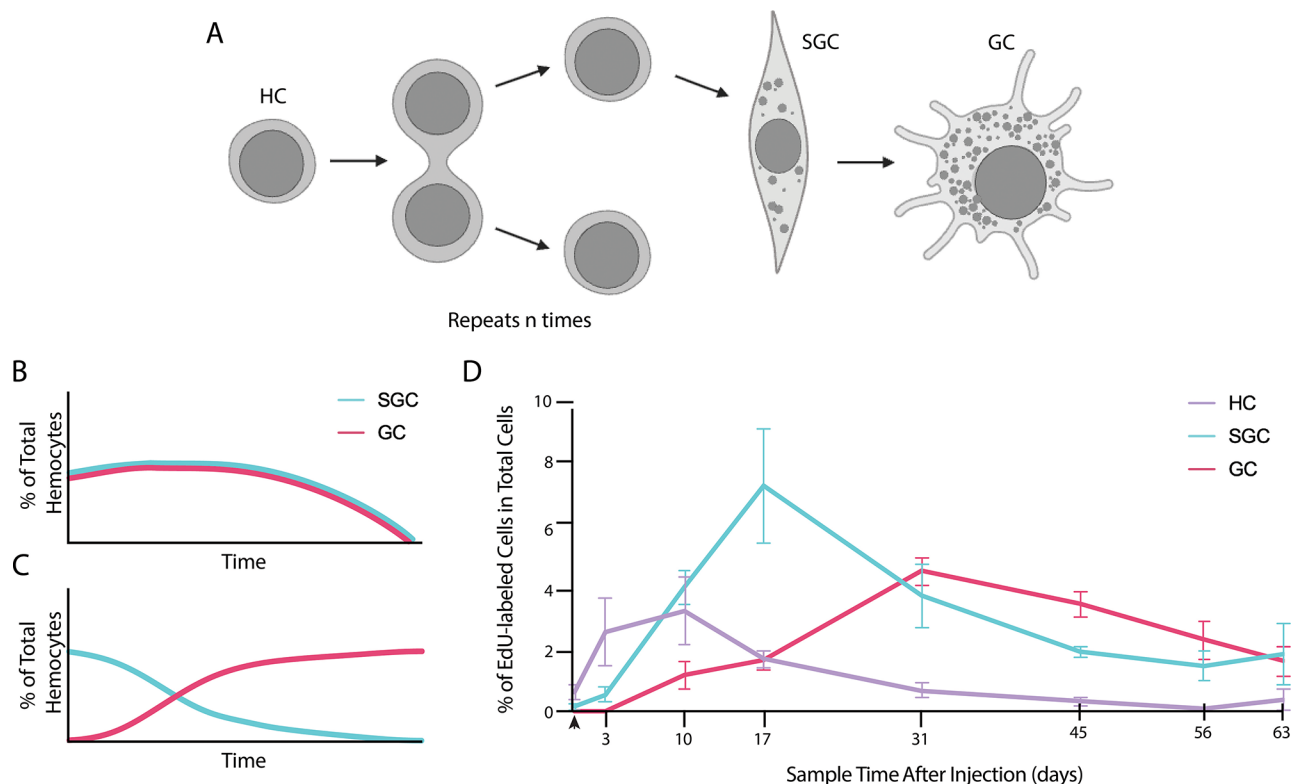 A
HC
SGC
GC
Repeats n times
B
% of Total
Hemocytes
SGC
GC
Time
C
% of Total
Hemocytes
Time
D
% of EdU-labeled Cells in Total Cells
10
8
6
4
2
0
HC
SGC
GC
3 10 17 31 45 56 63
Sample Time After Injection (days)